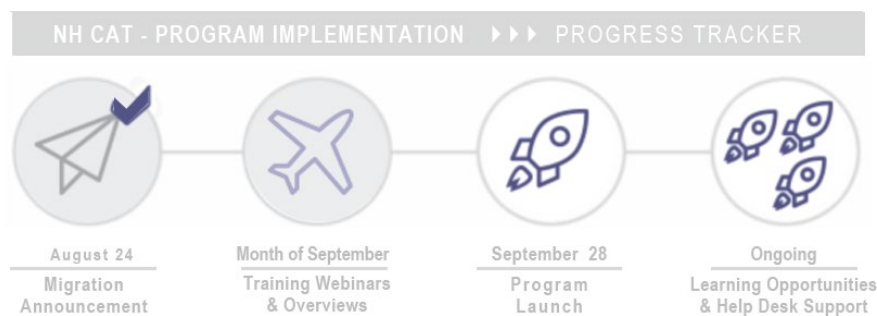 NH CAT - PROGRAM IMPLEMENTATION PROGRESS TRACKER
August 24
Migration
Announcement
Month of September
Training Webinars
& Overviews
September 28
Program
Launch
Ongoing
Learning Opportunities
& Help Desk Support